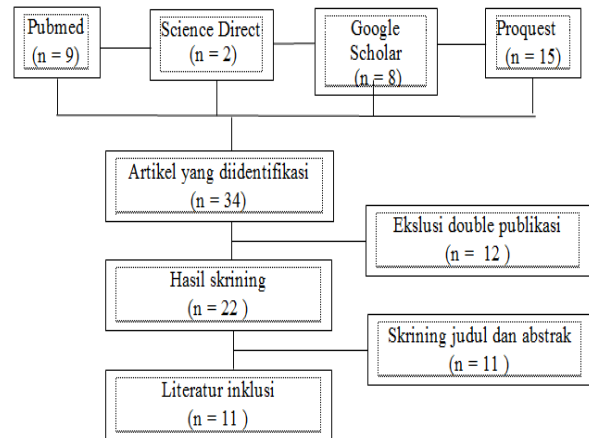 Pubmed
(n = 9)
Science Direct
(n = 2)
Google
Scholar
(n = 8)
Proquest
(n = 15)
Artikel yang diidentifikasi
(n = 34)
Ekslusi double publikasi
(n =  12 )
Hasil skrining
(n = 22 )
Skrining judul dan abstrak
(n = 11 )
Literatur inklusi
(n = 11 )